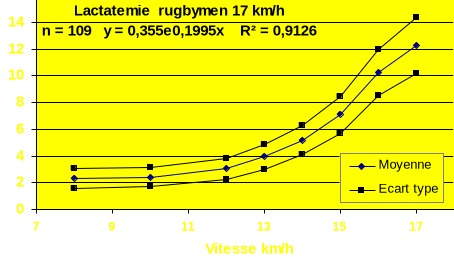 Lactatemie rugbymen 17 km/h
n = 109 y = 0,355e0,1995x R² = 0,9126
14
12
10
8
6
4
2
0
Moyenne
Ecart type
7 9 11 13 15 17
Vitesse km/h